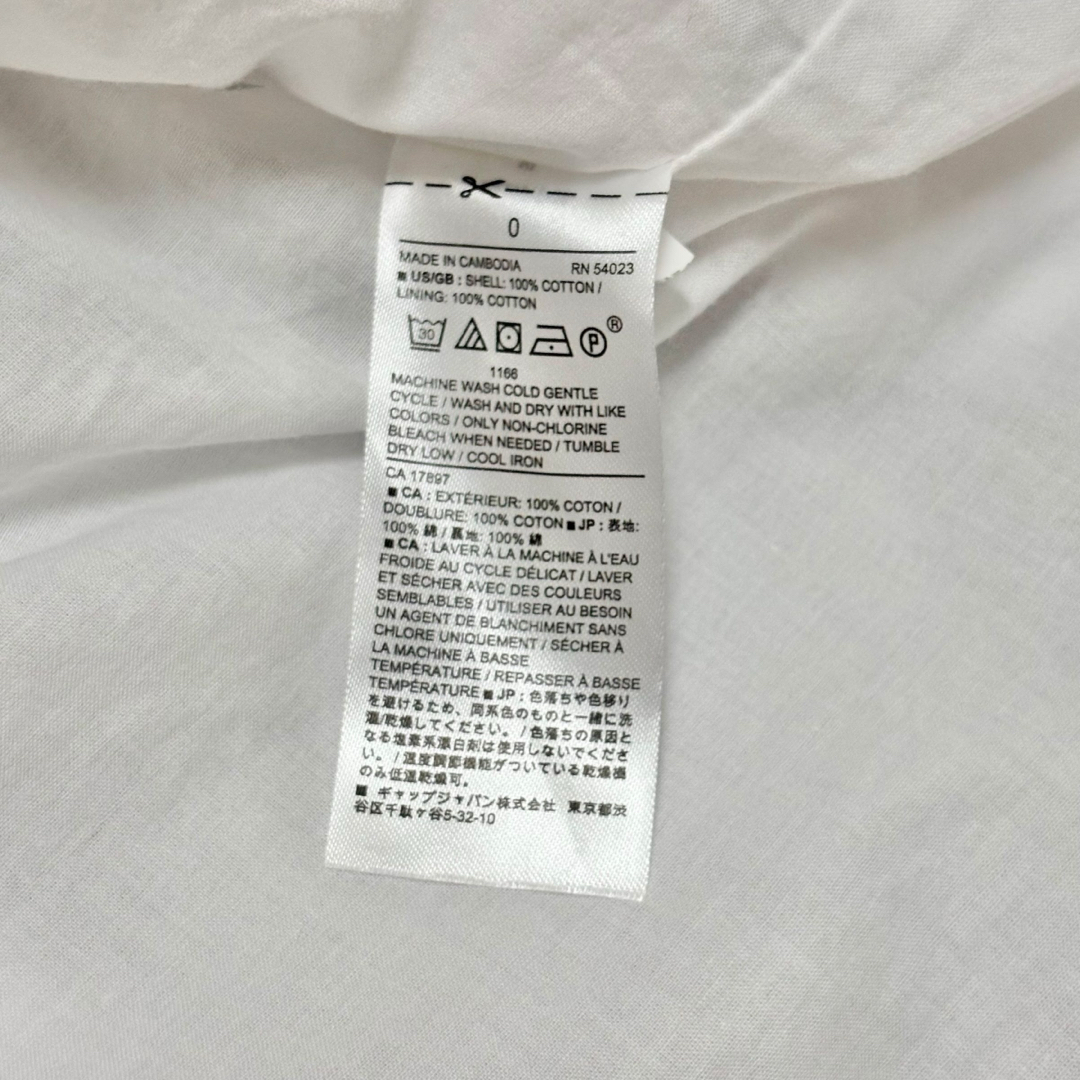 0
MADE IN CAMBODIA RN 54023
■ US/GB : SHELL: 100% COTTON /
LINING: 100% COTTON
30 P ®
1166
MACHINE WASH COLD GENTLE
CYCLE / WASH AND DRY WITH LIKE
COLORS / ONLY NON-CHLORINE
BLEACH WHEN NEEDED / TUMBLE
DRY LOW / COOL IRON
CA 17897
■ CA : EXTÉRIEUR: 100% COTON /
DOUBLURE: 100% COTON ■ JP : 表地:
100% 綿 / 裏地: 100% 綿
■ CA : LAVER À LA MACHINE À L'EAU
FROIDE AU CYCLE DÉLICAT / LAVER
ET SÉCHER AVEC DES COULEURS
SEMBLABLES / UTILISER AU BESOIN
UN AGENT DE BLANCHIMENT SANS
CHLORE UNIQUEMENT / SÉCHER À
LA MACHINE À BASSE
TEMPÉRATURE / REPASSER À BASSE
TEMPÉRATURE ■ JP : 色落ちや色移り
を避けるため、同系色のものと一緒に洗
濯/乾燥してください。 / 色落ちの原因と
なる塩素系漂白剤は使用しないでくださ
い。 / 温度調節機能がついている乾燥機
のみ低温乾燥可。
■ ギャップジャパン株式会社 東京都渋
谷区千駄ヶ谷5-32-10